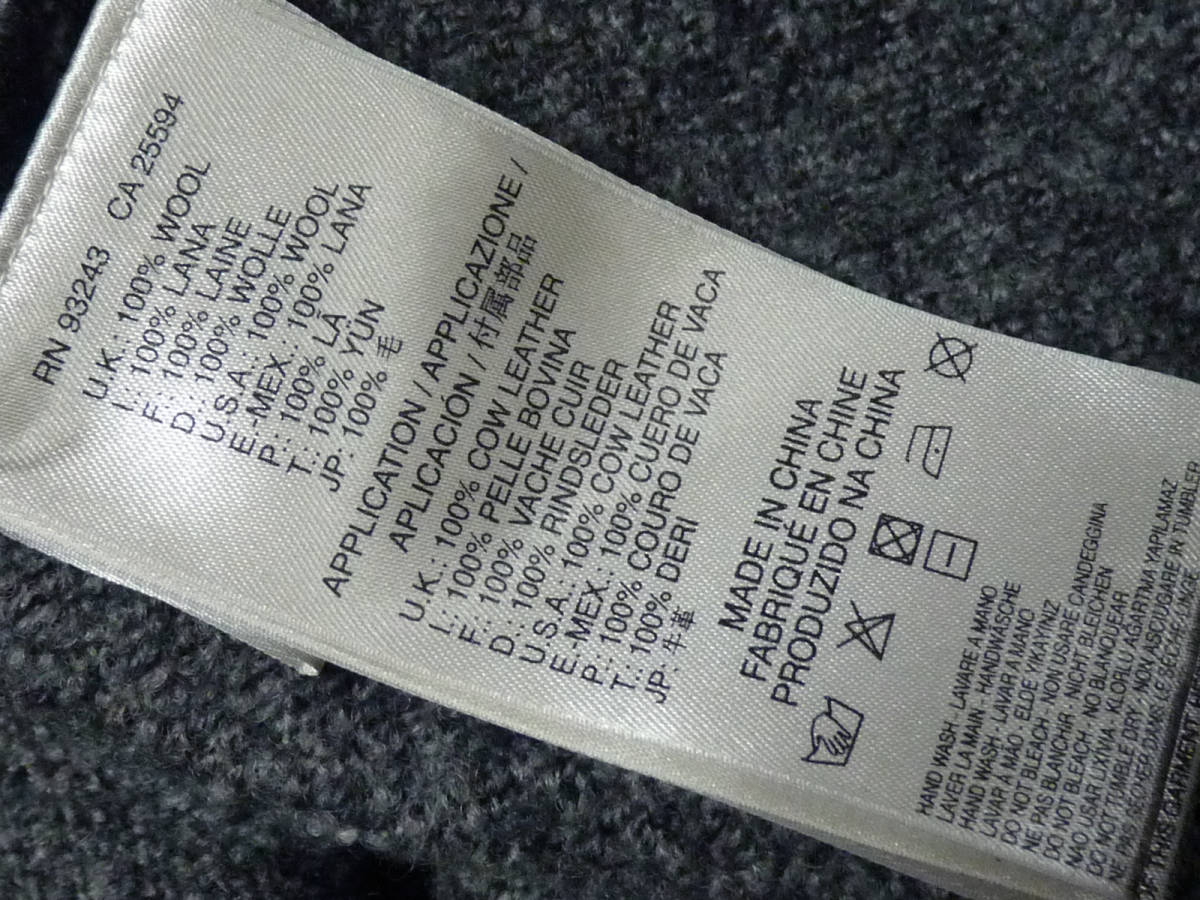 RN 93243 CA 25594
U.K.: 100% WOOL
I.: 100% LANA
F.: 100% LAINE
D.: 100% WOLLE
U.S.A.: 100% WOOL
E-MEX.: 100% LANA
P.: 100% LÃ
T.: 100% YÜN
JP: 100% 毛
APPLICATION / APPLICAZIONE /
APLICACIÓN / 付属部品
U.K.: 100% COW LEATHER
I.: 100% PELLE BOVINA
F.: 100% VACHE CUIR
D.: 100% RINDSLEDER
U.S.A.: 100% COW LEATHER
E-MEX.: 100% CUERO DE VACA
P.: 100% COURO DE VACA
T.: 100% DERI
JP: 牛革
MADE IN CHINA
FABRIQUÉ EN CHINE
PRODUZIDO NA CHINA
HAND WASH - LAVARE A MANO
LAVER LA MAIN - HANDWÄSCHE
HAND WASH - LAVAR A MANO
LAVAR À MÃO - ELDE YIKAYINIZ
DO NOT BLEACH - NON USARE CANDEGGINA
NE PAS BLANCHIR - NICHT BLEICHEN
DO NOT BLEACH - NO BLANQUEAR
NÃO USAR LIXIVIA - KLORLU AGARTMA YAPILAMAZ
DO NOT TUMBLE DRY - NON ASCIUGARE IN TUMBLER
OF THIS GARMENT